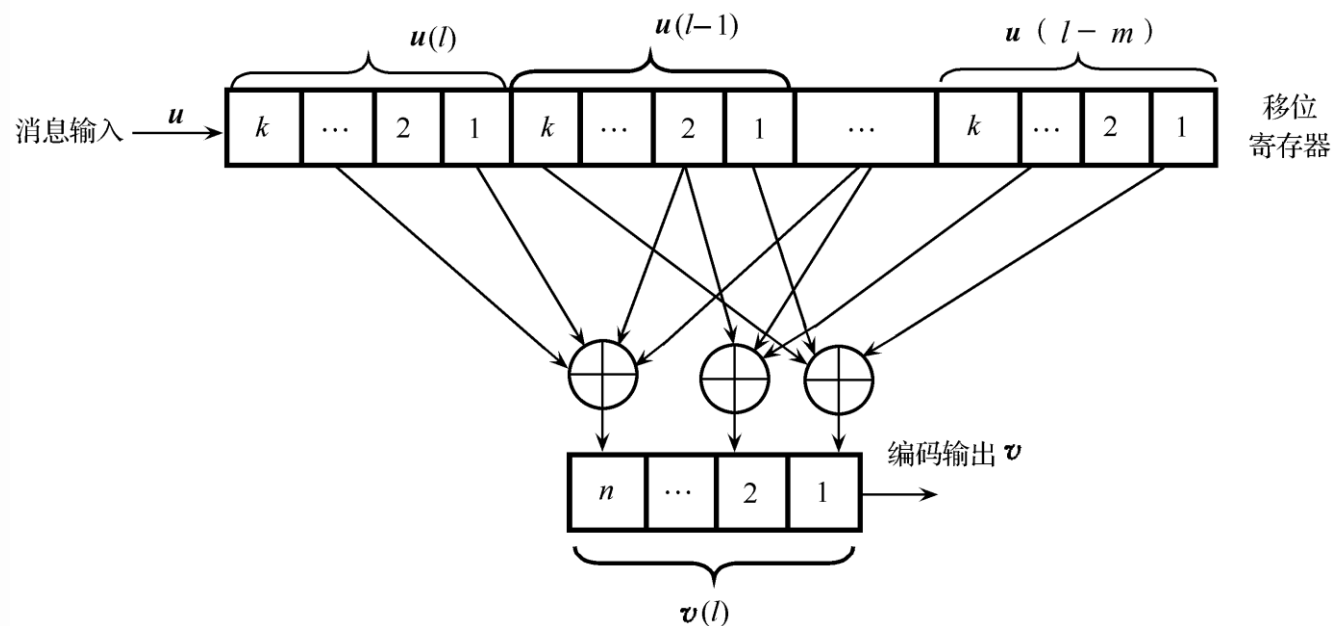 u(l)
u(l−1)
u ( l − m )
消息输入
u
k … 2 1 k … 2 1 … k … 2 1
移位
寄存器
编码输出 v
n … 2 1
v(l)